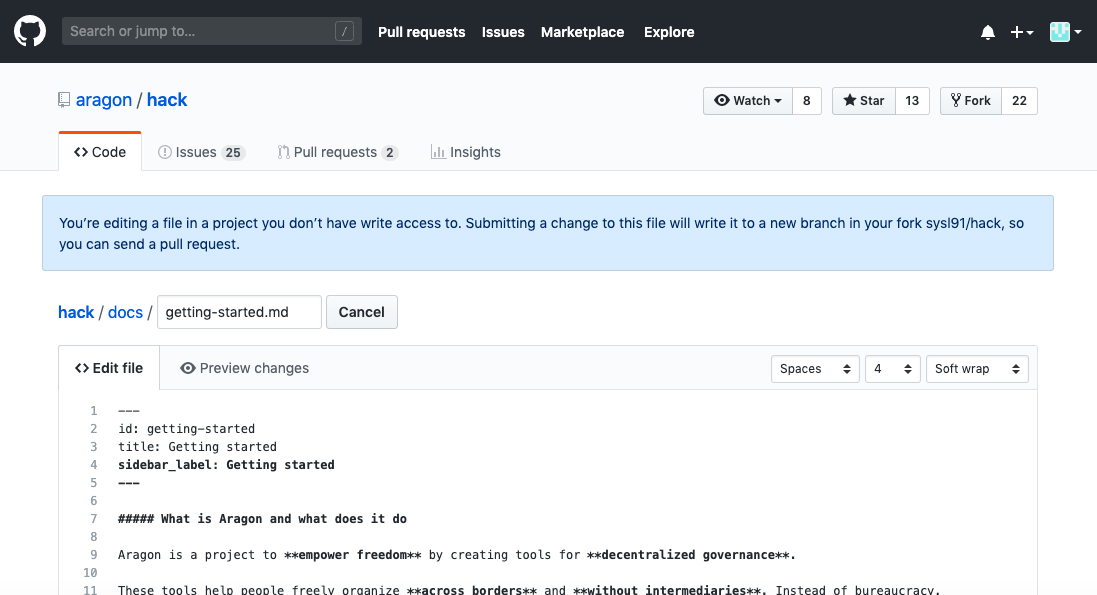 Search or jump to... /
Pull requests Issues Marketplace Explore
aragon / hack
Watch 8 Star 13 Fork 22
Code Issues 25 Pull requests 2 Insights
You’re editing a file in a project you don’t have write access to. Submitting a change to this file will write it to a new branch in your fork sysl91/hack, so
you can send a pull request.
hack / docs / getting-started.md Cancel
Edit file Preview changes Spaces 4 Soft wrap
1 ---
2 id: getting-started
3 title: Getting started
4 sidebar_label: Getting started
5 ---
6
7 ##### What is Aragon and what does it do
8
9 Aragon is a project to **empower freedom** by creating tools for **decentralized governance**.
10
11 These tools help people freely organize **across borders** and **without intermediaries**. Instead of bureaucracy,